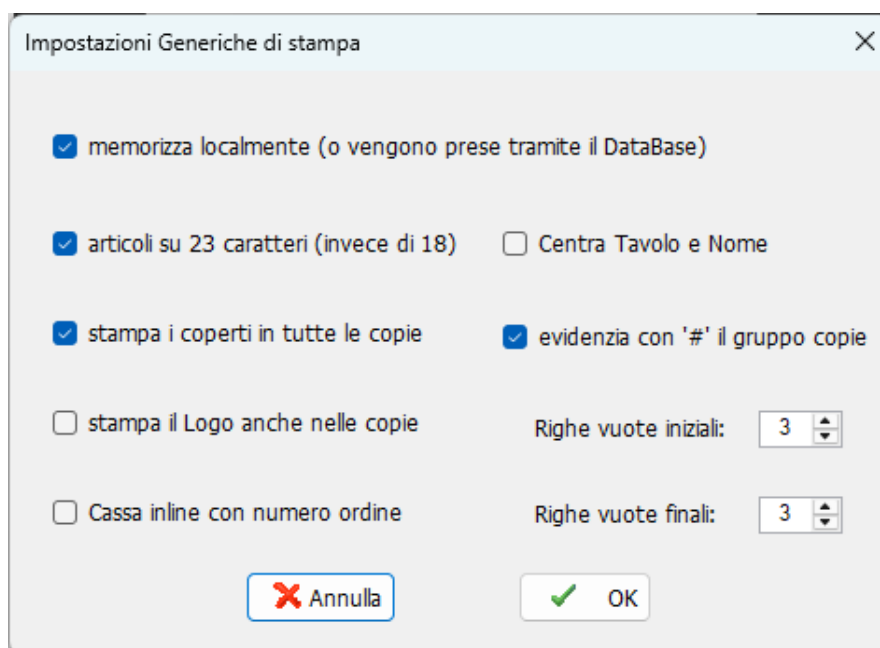 Impostazioni Generiche di stampa
memorizza localmente (o vengono prese tramite il DataBase)
articoli su 23 caratteri (invece di 18)
Centra Tavolo e Nome
stampa i coperti in tutte le copie
evidenzia con '#' il gruppo copie
stampa il Logo anche nelle copie
Righe vuote iniziali: 3
Cassa inline con numero ordine
Righe vuote finali: 3
Annulla
OK